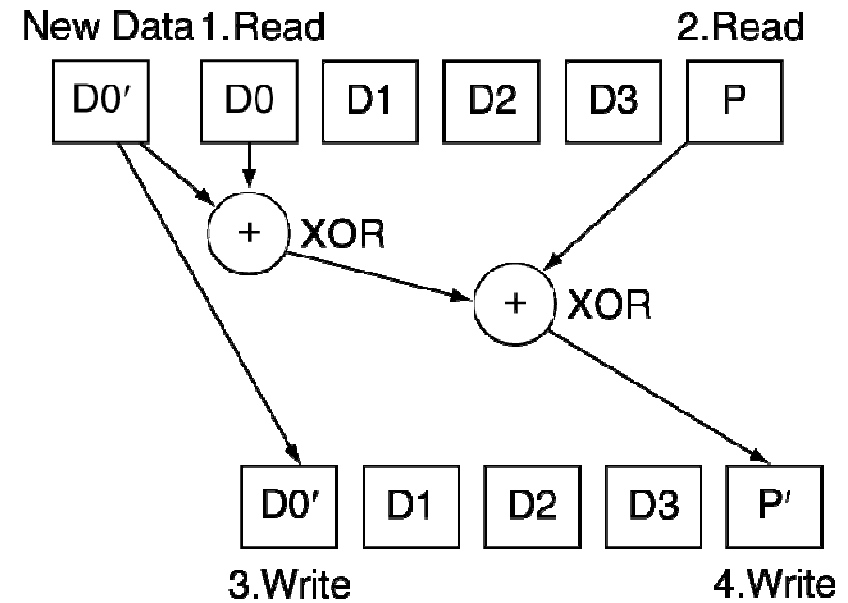 New Data 1.Read 2.Read
D0′ D0 D1 D2 D3 P
+ XOR
+ XOR
D0′ D1 D2 D3 P′
3.Write 4.Write